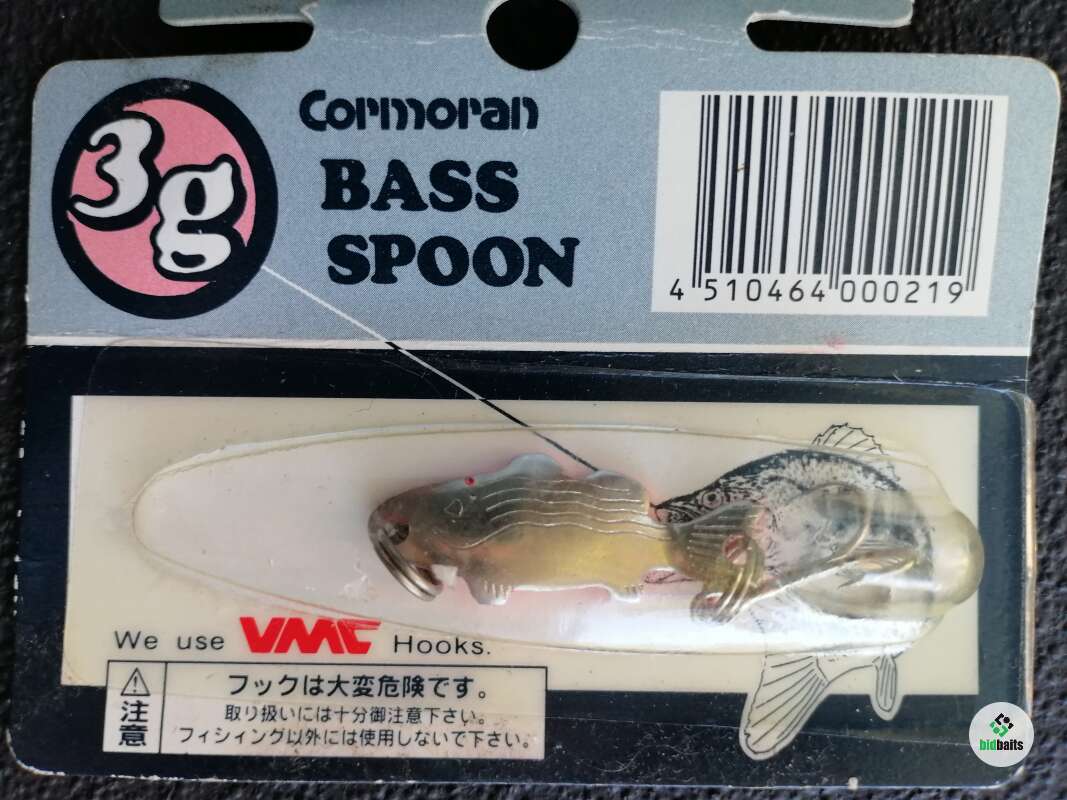 3g
Cormoran
BASS
SPOON
4 510464 000219
We use VMC Hooks.
⚠注意
フックは大変危険です。
取り扱いには十分御注意下さい。
フィシィング以外には使用しないで下さい。
bidbaits